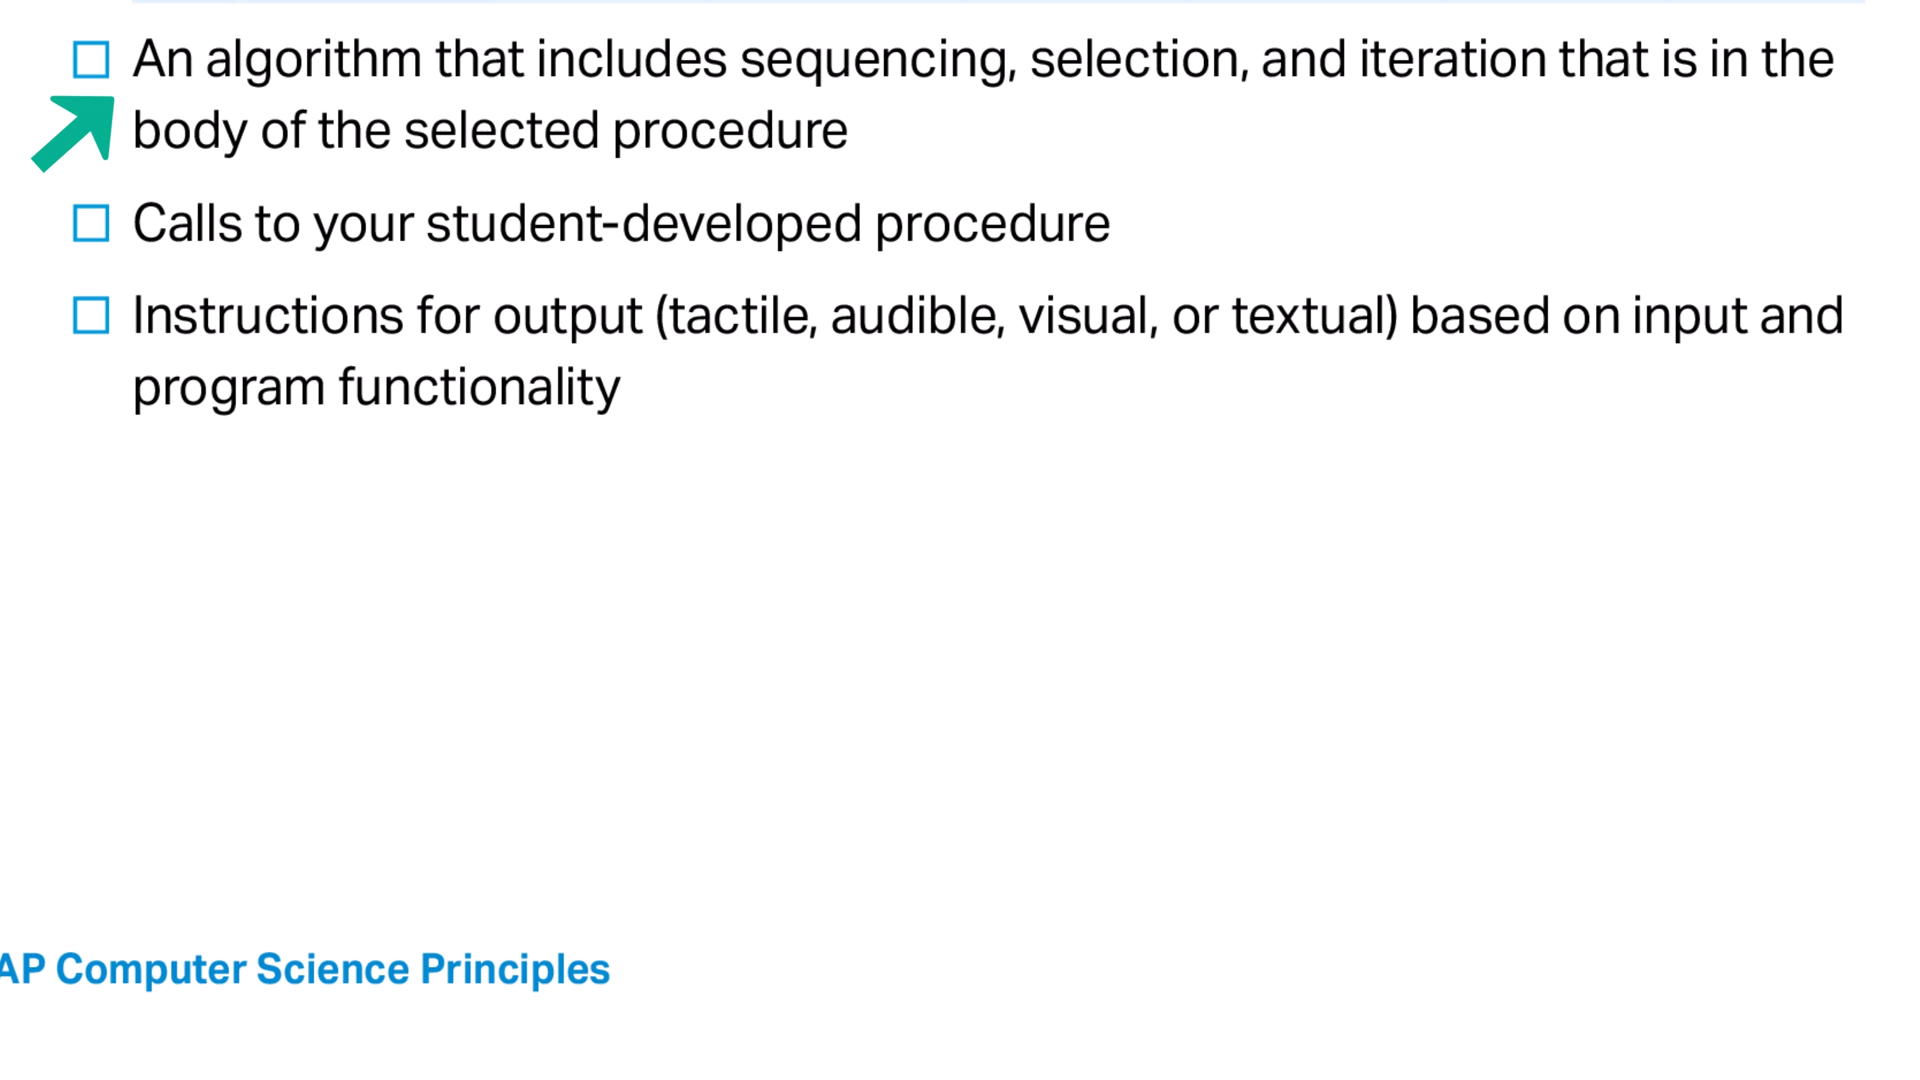 An algorithm that includes sequencing, selection, and iteration that is in the
body of the selected procedure
Calls to your student-developed procedure
Instructions for output (tactile, audible, visual, or textual) based on input and
program functionality
AP Computer Science Principles